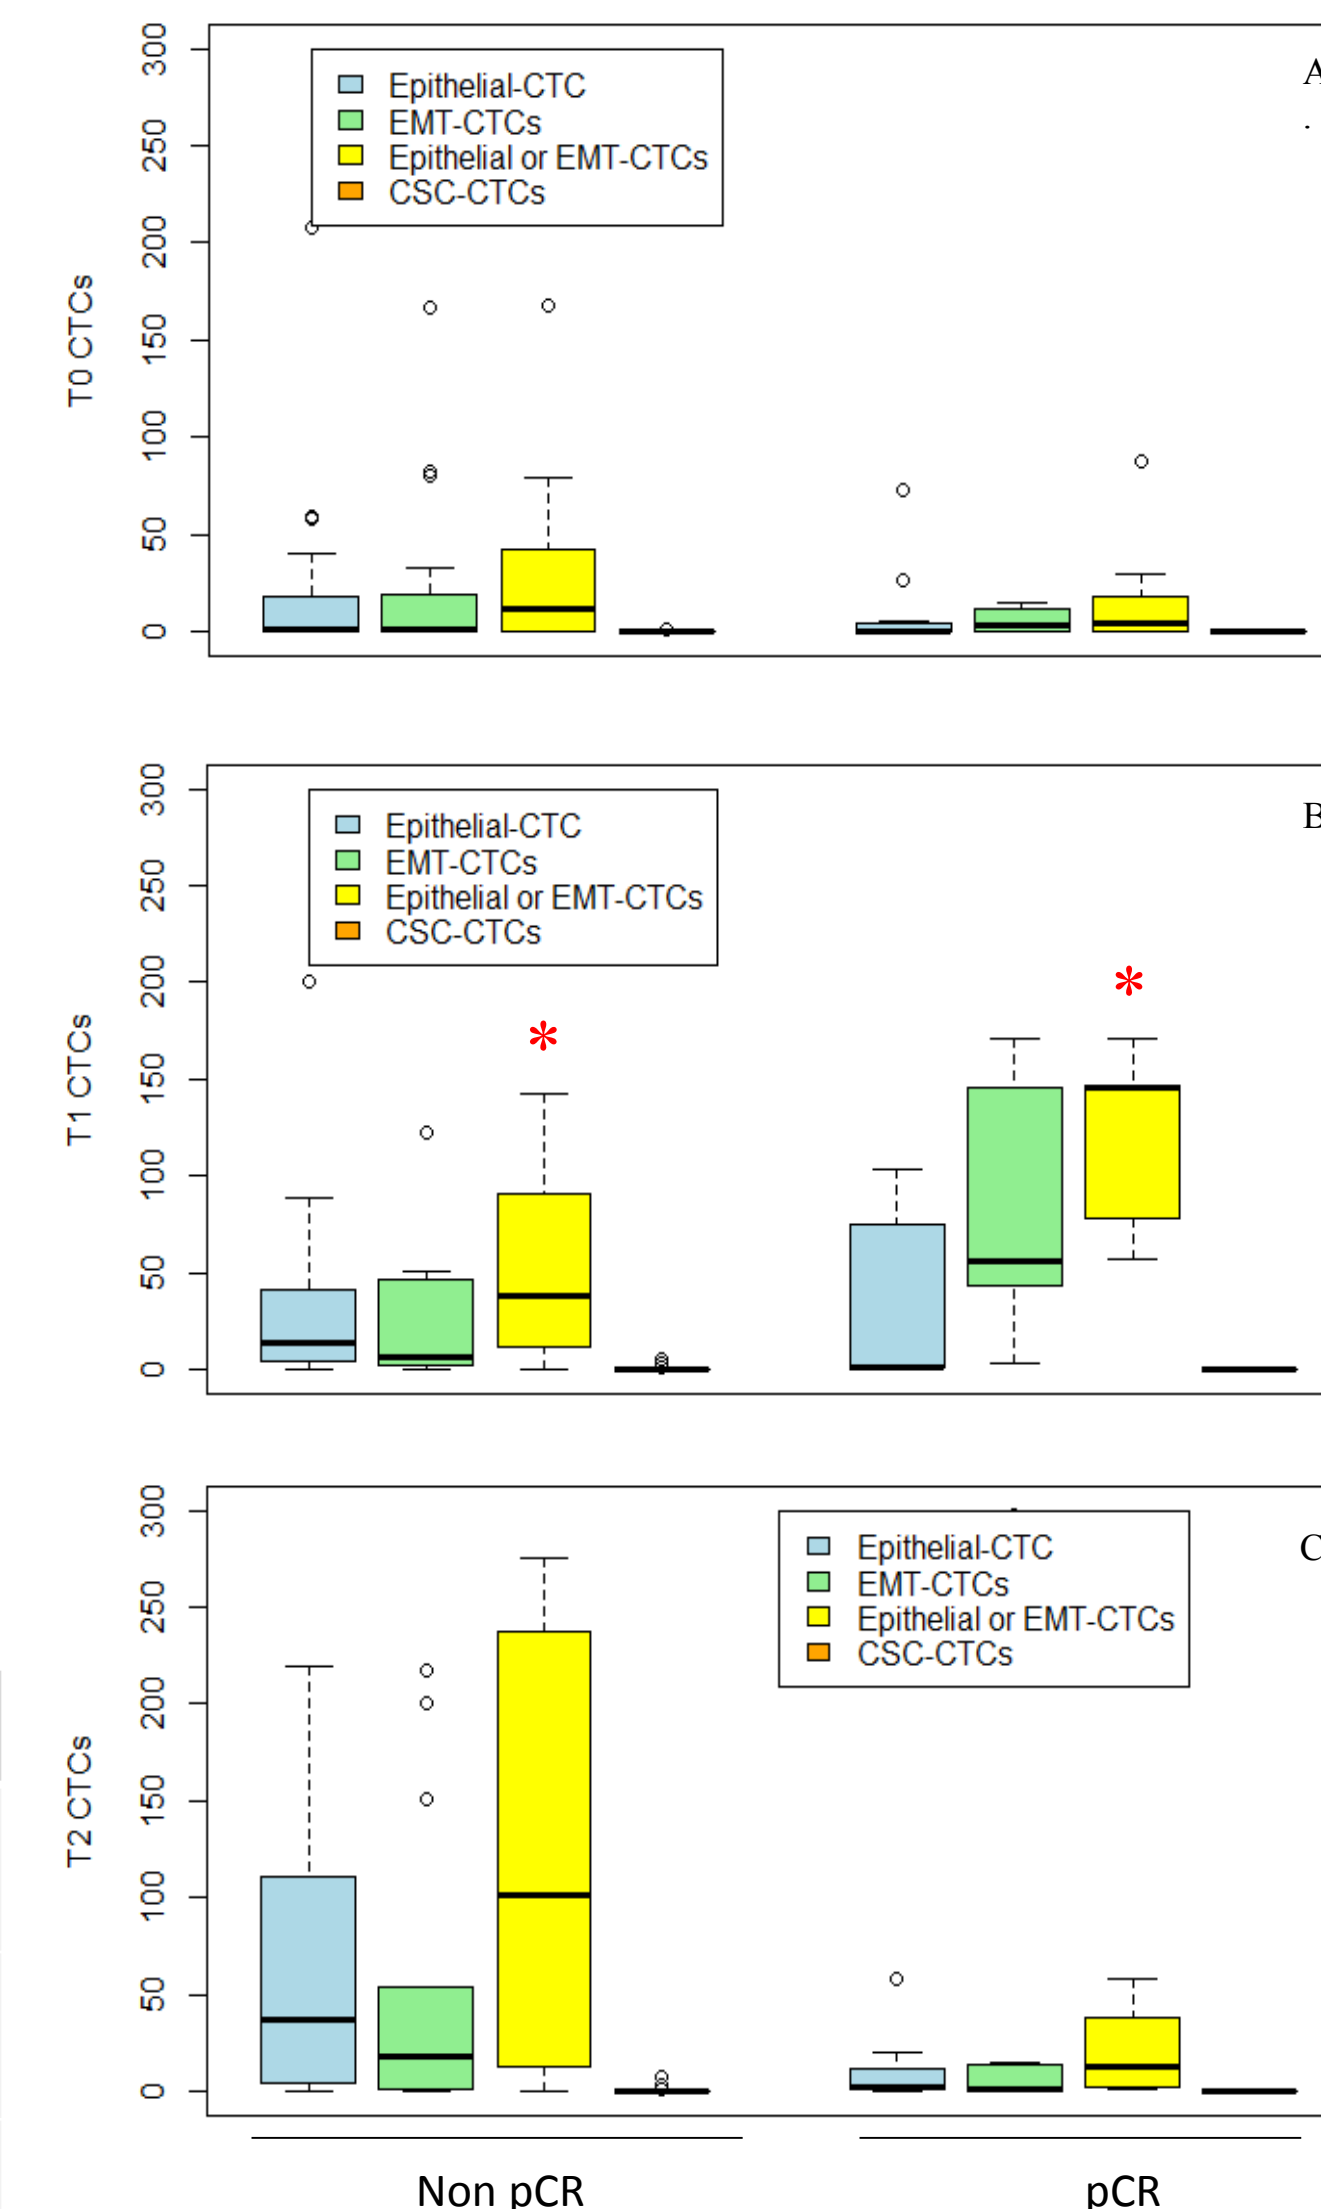 A
.
300
250
200
150
100
50
0
T0 CTCs
Epithelial-CTC
EMT-CTCs
Epithelial or EMT-CTCs
CSC-CTCs
B
300
250
200
150
100
50
0
T1 CTCs
Epithelial-CTC
EMT-CTCs
Epithelial or EMT-CTCs
CSC-CTCs
*
*
C
300
250
200
150
100
50
0
T2 CTCs
Epithelial-CTC
EMT-CTCs
Epithelial or EMT-CTCs
CSC-CTCs
Non pCR
pCR